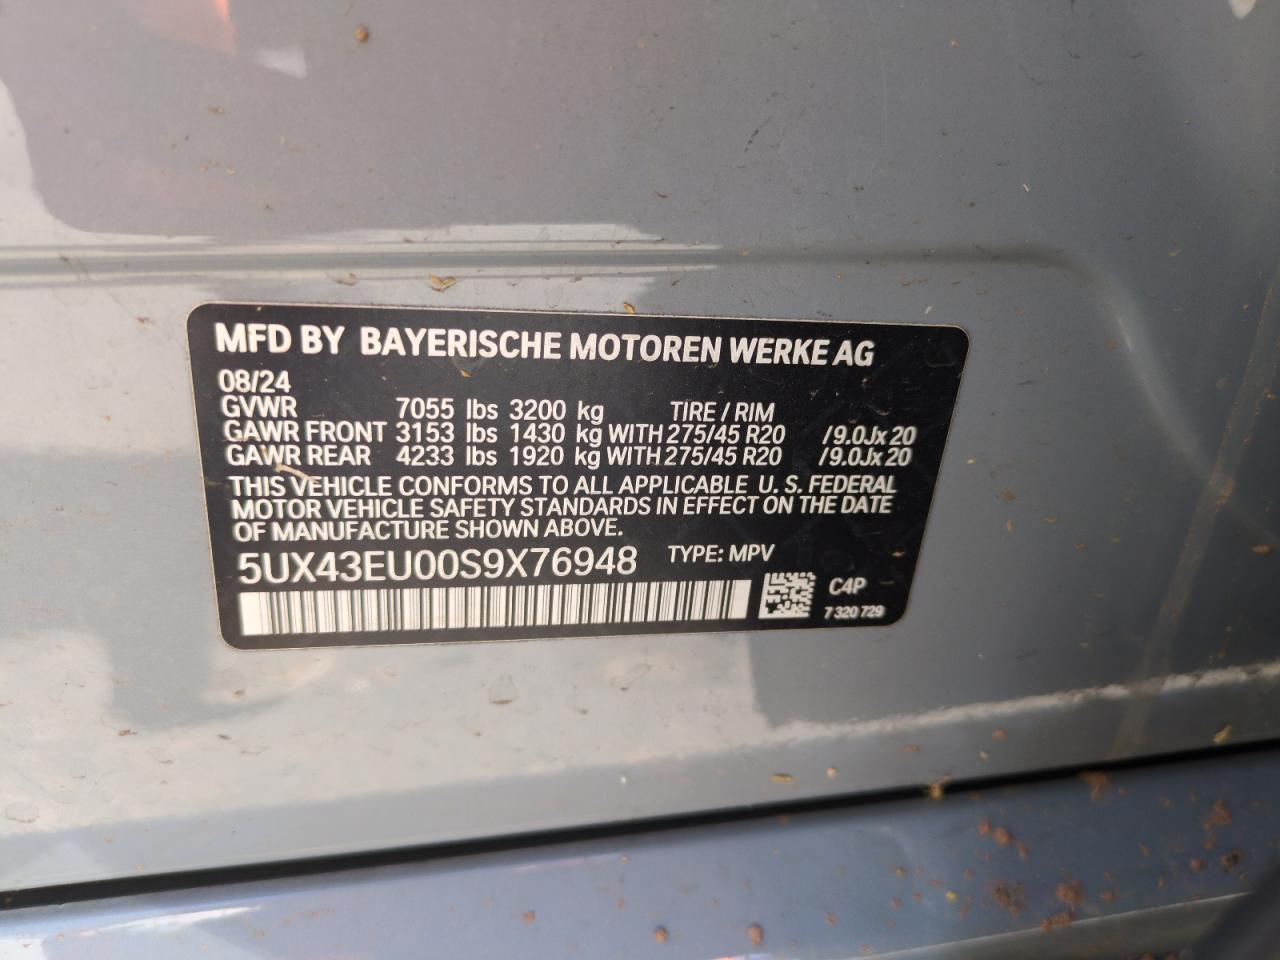 MFD BY BAYERISCHE MOTOREN WERKE AG
08/24
GVWR 7055 lbs 3200 kg TIRE / RIM
GAWR FRONT 3153 lbs 1430 kg WITH 275/45 R20 /9.0Jx20
GAWR REAR 4233 lbs 1920 kg WITH 275/45 R20 /9.0Jx20
THIS VEHICLE CONFORMS TO ALL APPLICABLE U. S. FEDERAL
MOTOR VEHICLE SAFETY STANDARDS IN EFFECT ON THE DATE
OF MANUFACTURE SHOWN ABOVE.
5UX43EU00S9X76948 TYPE: MPV
C4P
7 320 729